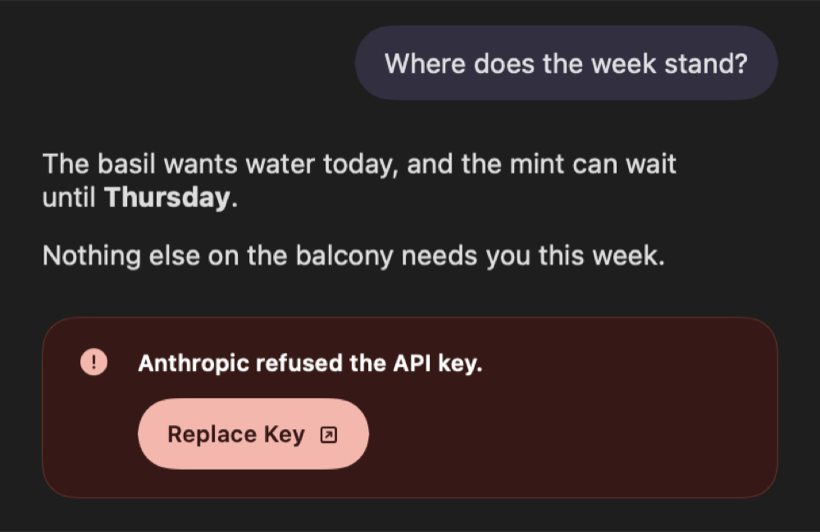 Where does the week stand?
The basil wants water today, and the mint can wait
until Thursday.
Nothing else on the balcony needs you this week.
Anthropic refused the API key.
Replace Key